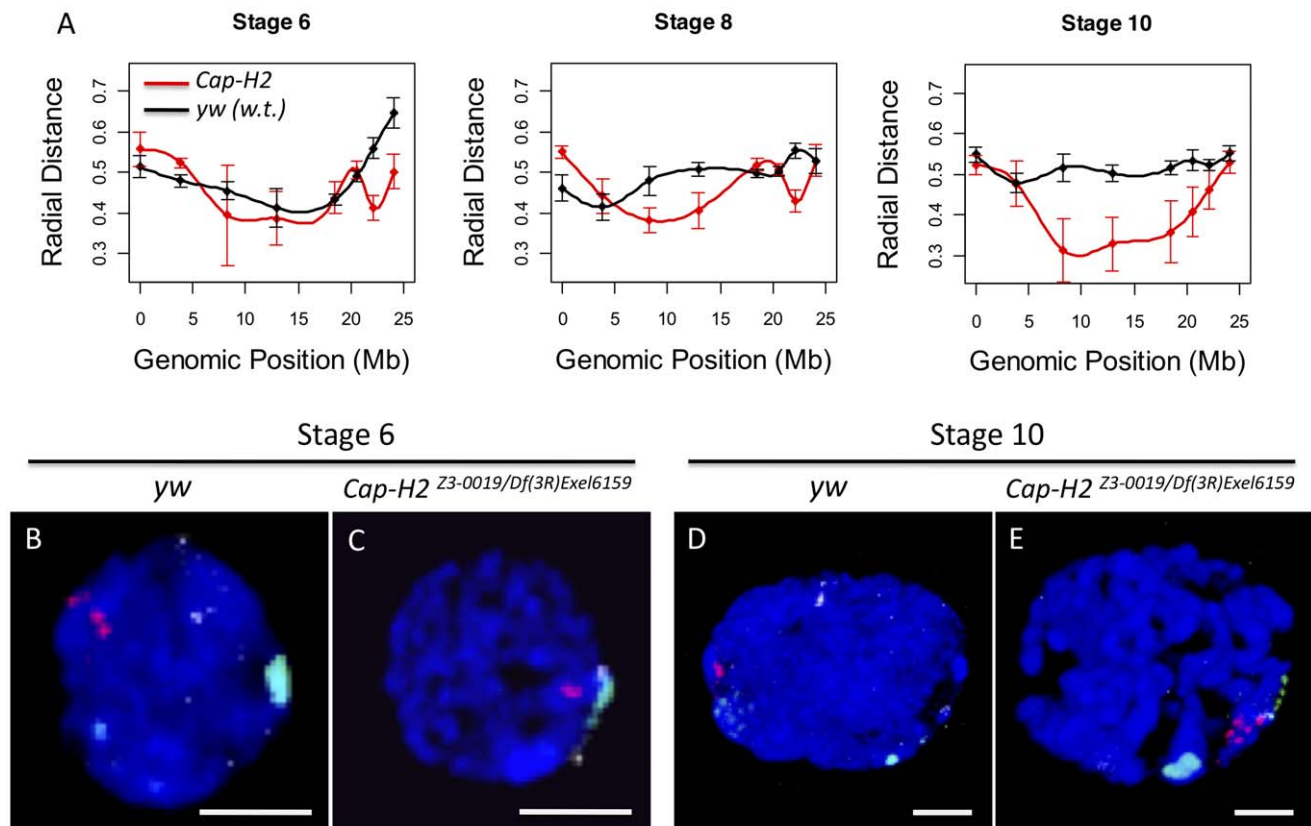 A
Stage 6
Stage 8
Stage 10
Cap-H2
yw (w.t.)
Radial Distance
0.3 0.4 0.5 0.6 0.7
0 5 10 15 20 25
Genomic Position (Mb)
Radial Distance
0.3 0.4 0.5 0.6 0.7
0 5 10 15 20 25
Genomic Position (Mb)
Radial Distance
0.3 0.4 0.5 0.6 0.7
0 5 10 15 20 25
Genomic Position (Mb)
Stage 6
Stage 10
yw
Cap-H2 Z3-0019/Df(3R)Exel6159
yw
Cap-H2 Z3-0019/Df(3R)Exel6159
B
C
D
E